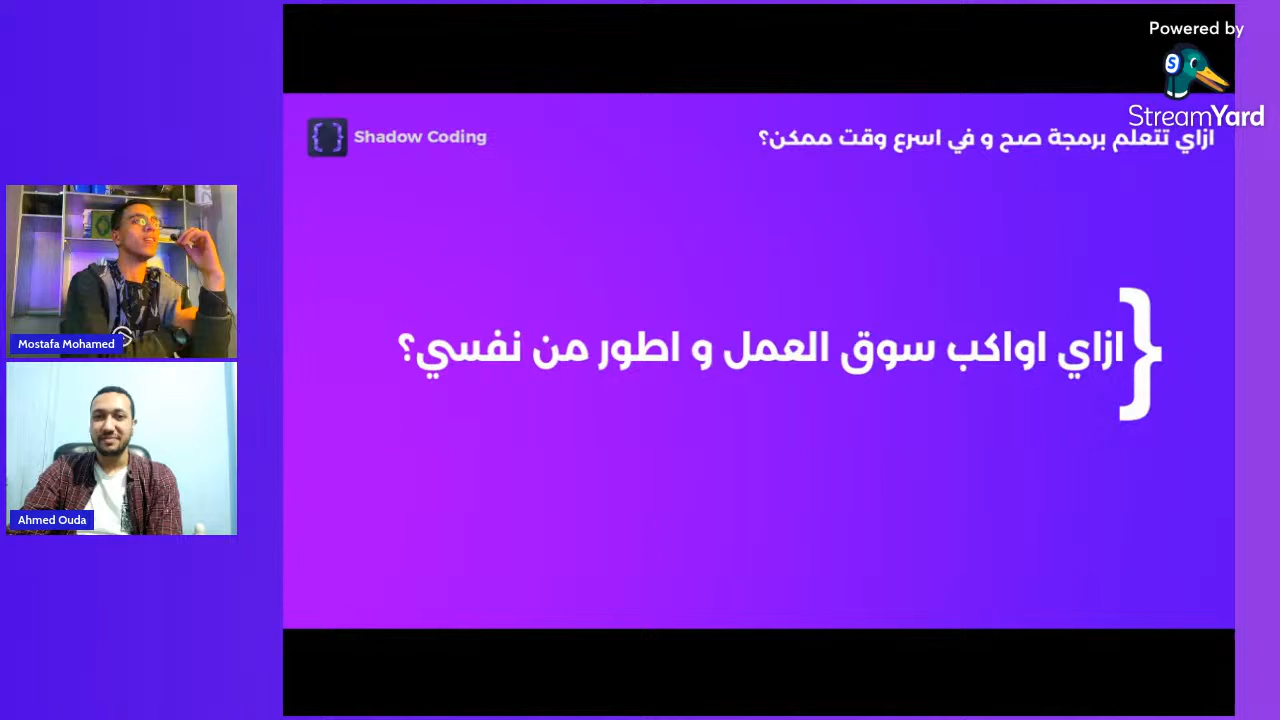 Powered by
StreamYard
Shadow Coding
ازاي تتعلم برمجة صح و في اسرع وقت ممكن؟
ازاي اواكب سوق العمل و اطور من نفسي؟
Mostafa Mohamed
Ahmed Ouda